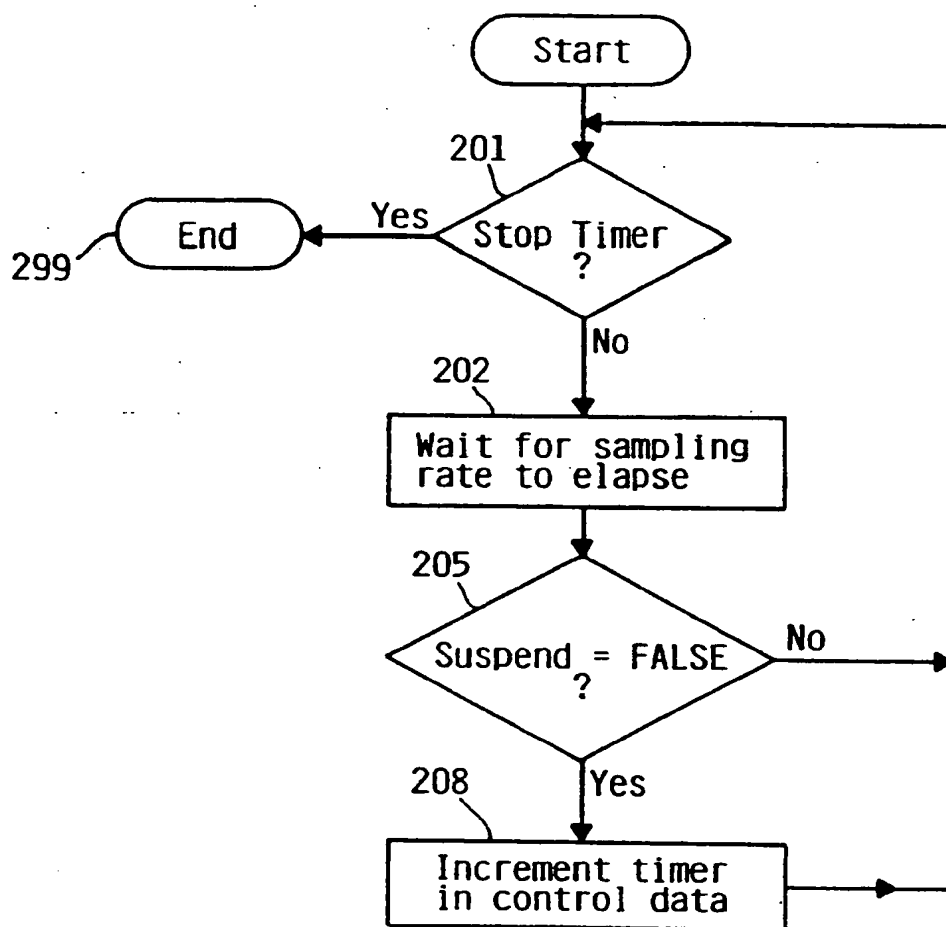 Start
201
Yes
End
Stop Timer
?
299
No
202
Wait for sampling
rate to elapse
205
No
Suspend = FALSE
?
Yes
208
Increment timer
in control data